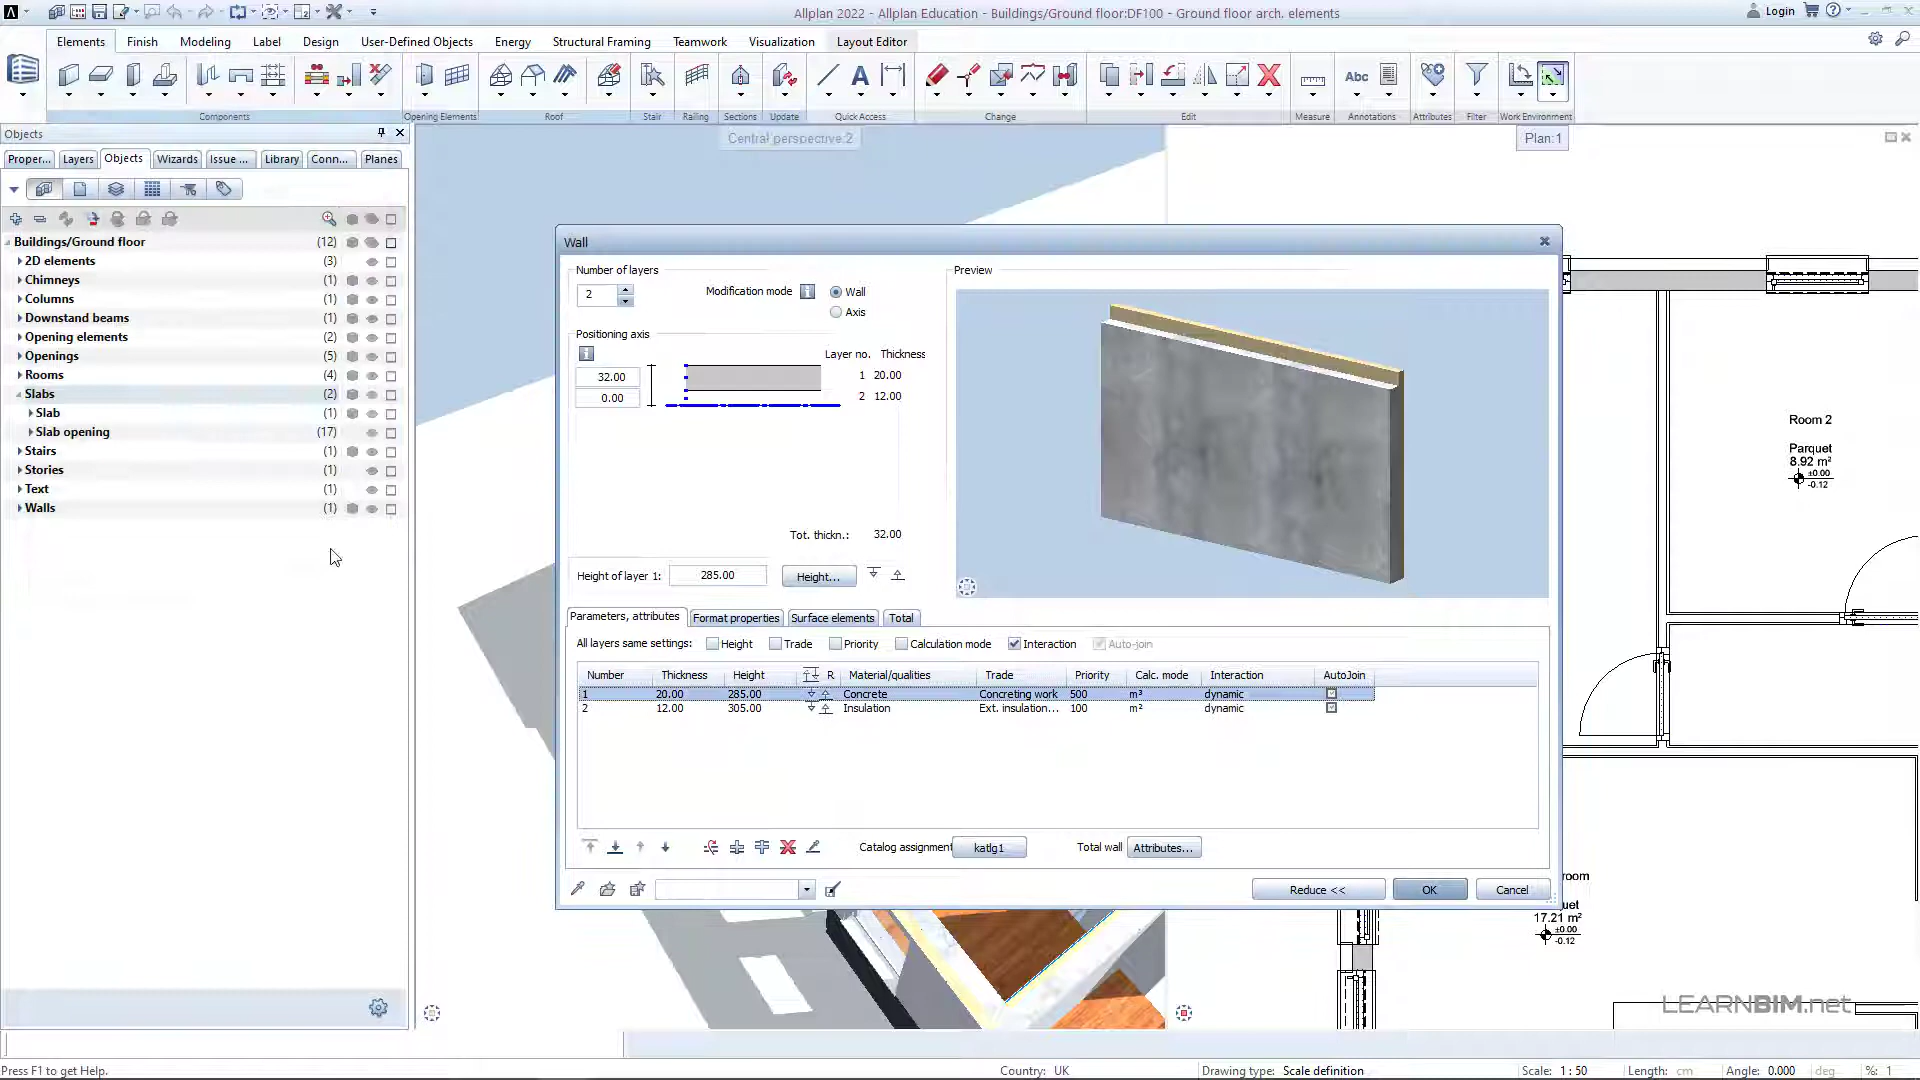 Allplan 2022 - Allplan Education - Buildings/Ground floor:DF100 - Ground floor arch. elements
Login
Elements Finish Modeling Label Design User-Defined Objects Energy Structural Framing Teamwork Visualization Layout Editor
Abc
Components Opening Elements Roof Stair Railing Sections Update Quick Access Change Edit Measure Annotations Attributes Filter Work Environment
Objects
Central perspective:2
Plan:1
Proper... Layers Objects Wizards Issue ... Library Conn... Planes
Buildings/Ground floor (12)
2D elements (3)
Chimneys (1)
Columns (1)
Downstand beams (1)
Opening elements (2)
Openings (5)
Rooms (4)
Slabs (2)
Slab (1)
Slab opening (17)
Stairs (1)
Stories (1)
Text (1)
Walls (1)
Wall
Number of layers
2
Modification mode
Wall
Axis
Preview
Positioning axis
Layer no. Thickness
32.00
1 20.00
0.00
2 12.00
Tot. thickn.: 32.00
Height of layer 1: 285.00 Height...
Parameters, attributes Format properties Surface elements Total
All layers same settings: Height Trade Priority Calculation mode Interaction Auto-join
Number Thickness Height R Material/qualities Trade Priority Calc. mode Interaction AutoJoin
1 20.00 285.00 Concrete Concreting work 500 m³ dynamic
2 12.00 305.00 Insulation Ext. insulation... 100 m² dynamic
Catalog assignment katlg1 Total wall Attributes...
Reduce << OK Cancel
Room 2
Parquet
8.92 m²
±0.00
-0.12
room
uet
17.21 m²
±0.00
-0.12
LEARNBIM.net
Press F1 to get Help.
Country: UK
Drawing type: Scale definition
Scale: 1 : 50
Length: cm
Angle: 0.000 deg
%: 1